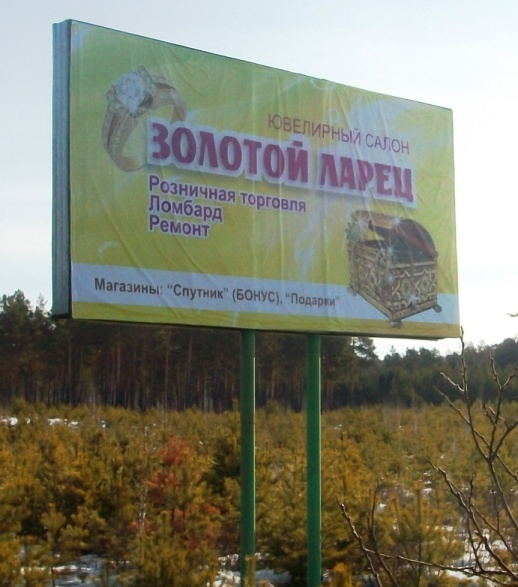 ЮВЕЛИРНЫЙ САЛОН
ЗОЛОТОЙ ЛАРЕЦ
Розничная торговля
Ломбард
Ремонт
Магазины: "Спутник" (БОНУС), "Подарки"